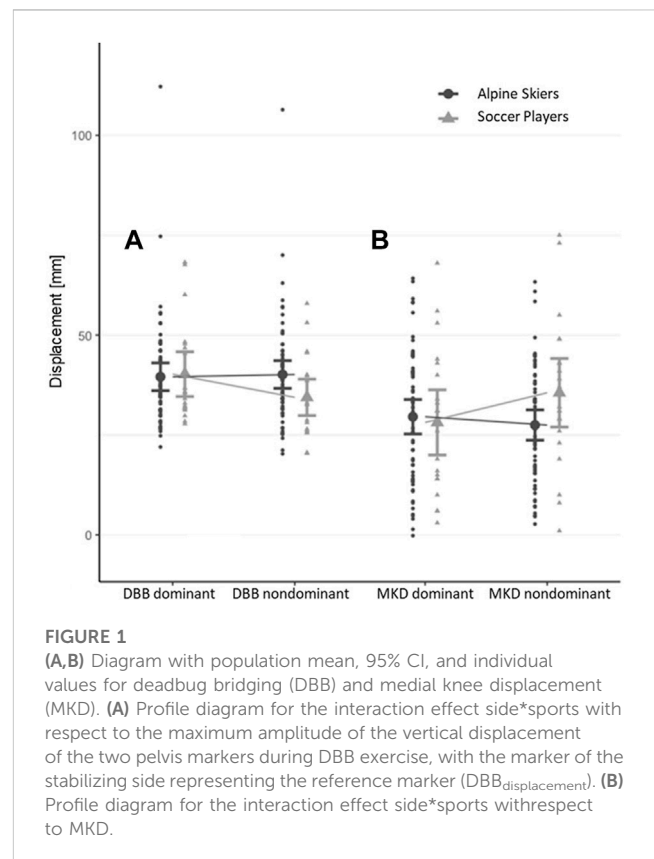 Alpine Skiers
Soccer Players
100
A
B
Displacement [mm]
50
0
DBB dominant
DBB nondominant
MKD dominant
MKD nondominant
FIGURE 1
(A,B) Diagram with population mean, 95% CI, and individual
values for deadbug bridging (DBB) and medial knee displacement
(MKD). (A) Profile diagram for the interaction effect side*sports with
respect to the maximum amplitude of the vertical displacement
of the two pelvis markers during DBB exercise, with the marker of the
stabilizing side representing the reference marker (DBBdisplacement). (B)
Profile diagram for the interaction effect side*sports withrespect
to MKD.